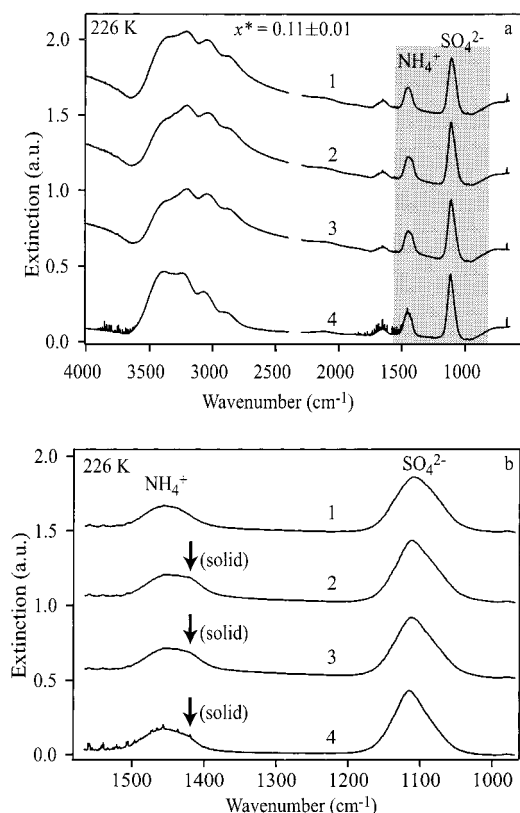 226 K
x* = 0.11±0.01
a
SO₄²⁻
NH₄⁺
2.0
1.5
1.0
0.5
0.0
Extinction (a.u.)
1
2
3
4
4000 3500 3000 2500 2000 1500 1000
Wavenumber (cm⁻¹)
226 K
b
NH₄⁺
SO₄²⁻
2.0
1.5
1.0
0.5
0.0
Extinction (a.u.)
1
(solid)
2
(solid)
3
(solid)
4
1500 1400 1300 1200 1100 1000
Wavenumber (cm⁻¹)